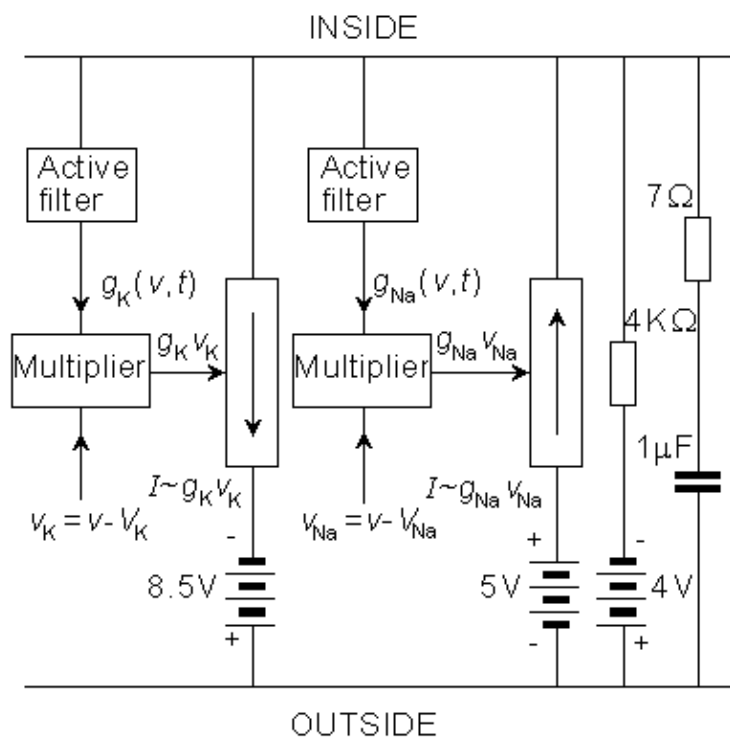 INSIDE
Active
filter
Active
filter
7Ω
g_K(v,t)
g_Na(v,t)
4KΩ
Multiplier
g_K v_K
Multiplier
g_Na v_Na
1µF
I~g_K v_K
I~g_Na v_Na
v_K = v - V_K
v_Na = v - V_Na
-
+
-
8.5V
5V
4V
+
-
+
OUTSIDE